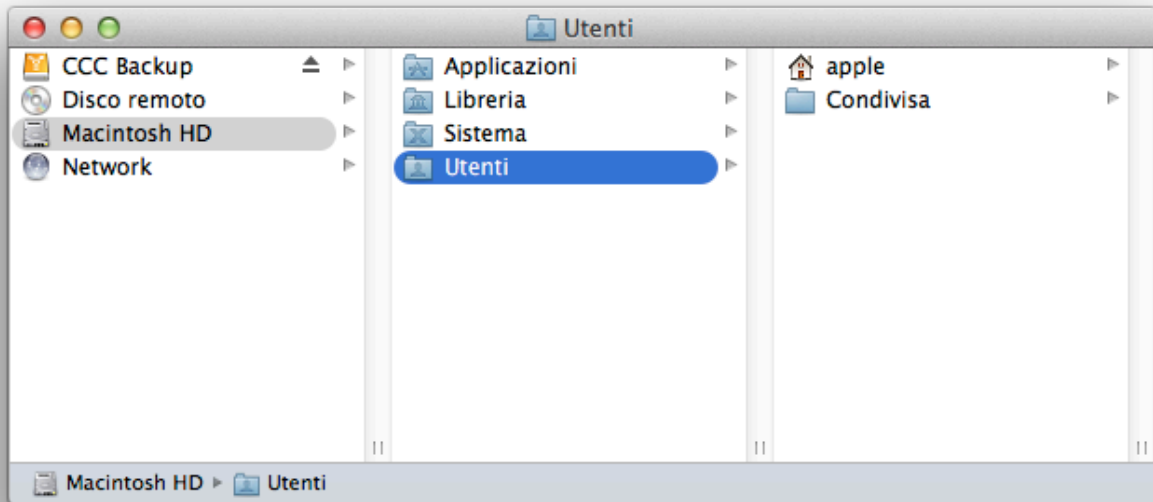 Utenti
CCC Backup
Disco remoto
Macintosh HD
Network
Applicazioni
Libreria
Sistema
Utenti
apple
Condivisa
Macintosh HD ▸ Utenti